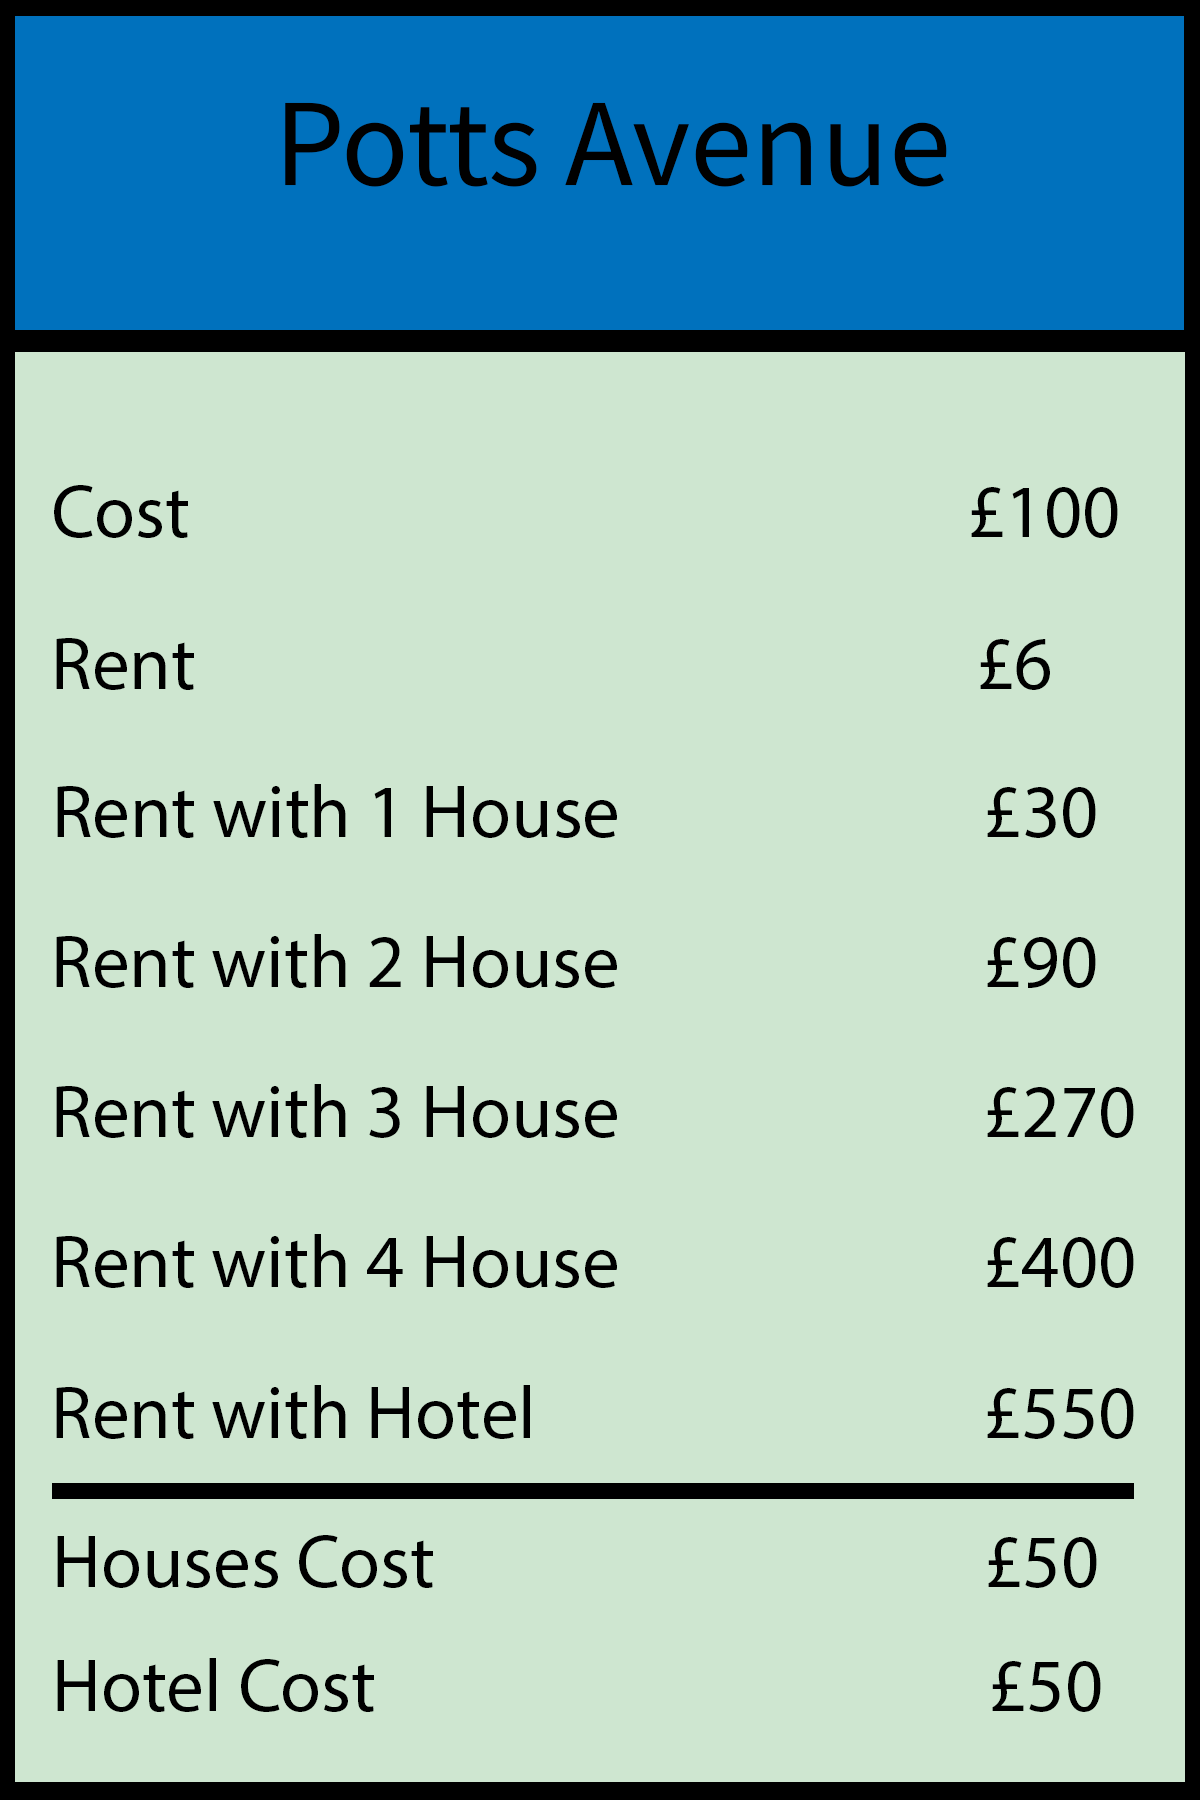 Potts Avenue
Cost £100
Rent £6
Rent with 1 House £30
Rent with 2 House £90
Rent with 3 House £270
Rent with 4 House £400
Rent with Hotel £550
Houses Cost £50
Hotel Cost £50